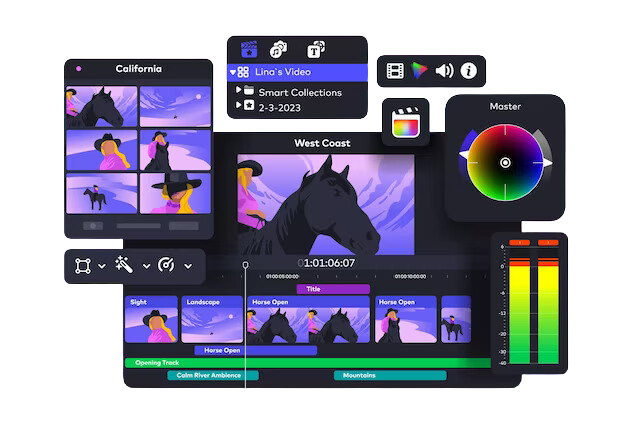 California
Lina's Video
Smart Collections
2-3-2023
Master
West Coast
01:01:06:07
01:00:05:00:00
01:00:10:00:00
Title
Sight
Landscape
Horse Open
Horse Open
Horse Open
Opening Track
Calm River Ambience
Mountains
6
0
-6
-12
-20
-30
-40